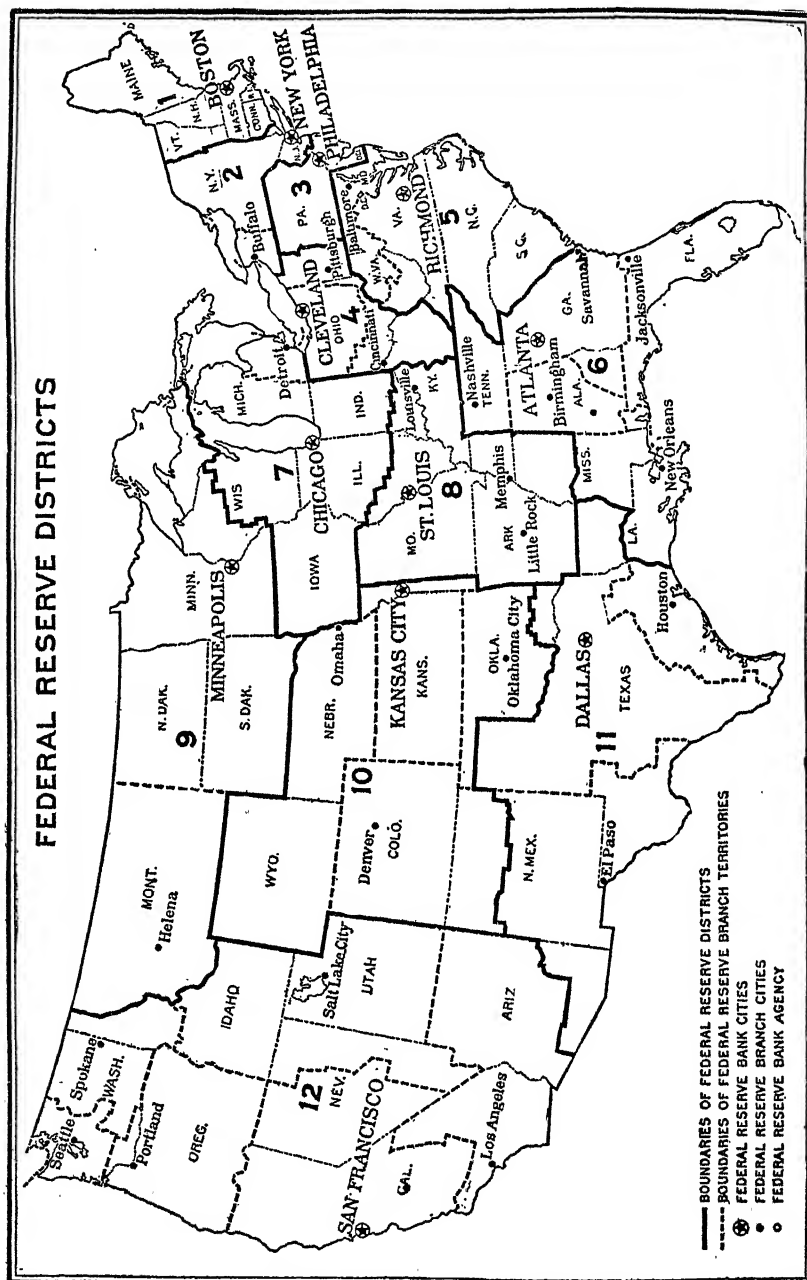 FEDERAL RESERVE DISTRICTS
MAINE
1
VT.
N.H.
BOSTON
MASS.
CONN.
R.I.
N.Y.
2
Buffalo
NEW YORK
N.J.
PHILADELPHIA
PA.
3
Pittsburgh
Baltimore
MD.
D.C.
DEL.
VA.
W.VA.
RICHMOND
5
N.C.
S.C.
CLEVELAND
OHIO
4
Cincinnati
MICH.
Detroit
IND.
WIS
7
CHICAGO
ILL.
IOWA
Louisville
KY.
MO.
ST. LOUIS
8
Nashville
TENN.
Memphis
ARK
Little Rock
MISS.
ATLANTA
Birmingham
ALA.
6
GA.
Savannah
Jacksonville
FLA.
New Orleans
LA.
MINN.
MINNEAPOLIS
N. DAK.
9
S. DAK.
MONT.
Helena
NEBR.
Omaha
KANSAS CITY
KANS.
10
WYO.
Denver
COLO.
OKLA.
Oklahoma City
DALLAS
TEXAS
11
Houston
El Paso
N. MEX.
ARIZ
UTAH
Salt Lake City
IDAHO
Spokane
Seattle
WASH.
Portland
OREG.
12
NEV.
SAN FRANCISCO
CAL.
Los Angeles
BOUNDARIES OF FEDERAL RESERVE DISTRICTS
BOUNDARIES OF FEDERAL RESERVE BRANCH TERRITORIES
FEDERAL RESERVE BANK CITIES
FEDERAL RESERVE BRANCH CITIES
FEDERAL RESERVE BANK AGENCY